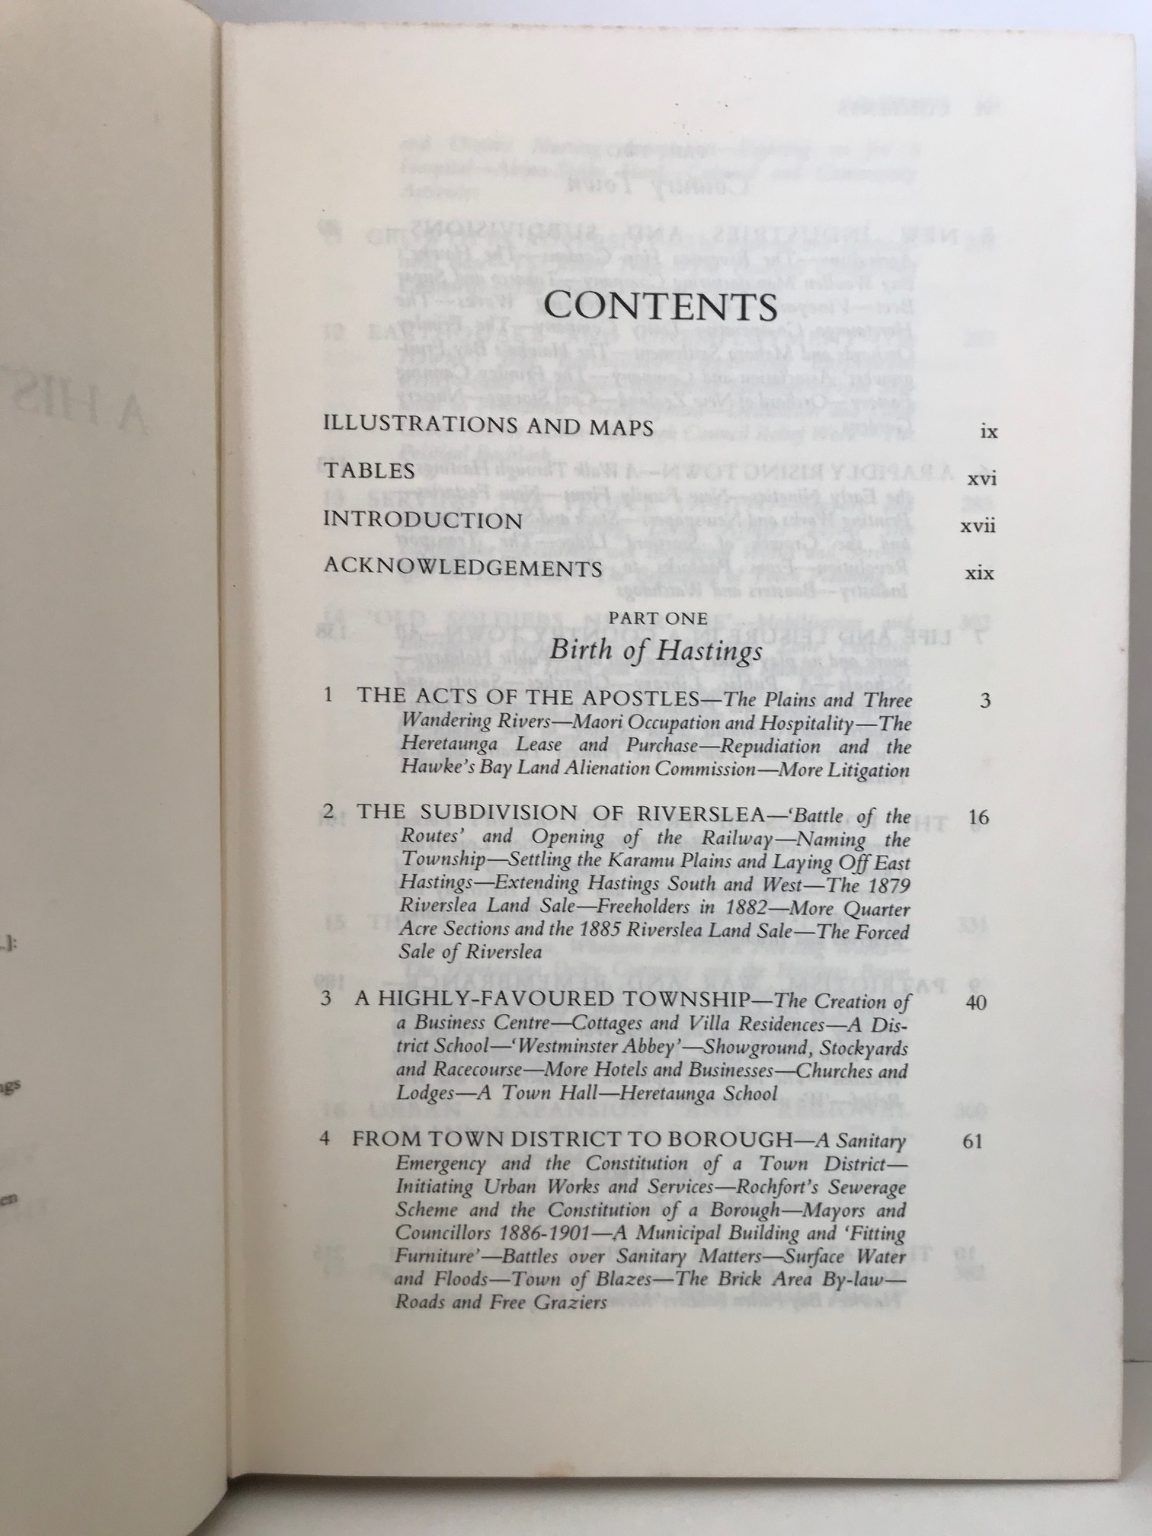 CONTENTS
ILLUSTRATIONS AND MAPS ix
TABLES xvi
INTRODUCTION xvii
ACKNOWLEDGEMENTS xix
PART ONE
Birth of Hastings
1 THE ACTS OF THE APOSTLES—The Plains and Three 3
Wandering Rivers—Maori Occupation and Hospitality—The
Heretaunga Lease and Purchase—Repudiation and the
Hawke's Bay Land Alienation Commission—More Litigation
2 THE SUBDIVISION OF RIVERSLEA—'Battle of the 16
Routes' and Opening of the Railway—Naming the
Township—Settling the Karamu Plains and Laying Off East
Hastings—Extending Hastings South and West—The 1879
Riverslea Land Sale—Freeholders in 1882—More Quarter
Acre Sections and the 1885 Riverslea Land Sale—The Forced
Sale of Riverslea
3 A HIGHLY-FAVOURED TOWNSHIP—The Creation of 40
a Business Centre—Cottages and Villa Residences—A Dis-
trict School—'Westminster Abbey'—Showground, Stockyards
and Racecourse—More Hotels and Businesses—Churches and
Lodges—A Town Hall—Heretaunga School
4 FROM TOWN DISTRICT TO BOROUGH—A Sanitary 61
Emergency and the Constitution of a Town District—
Initiating Urban Works and Services—Rochfort's Sewerage
Scheme and the Constitution of a Borough—Mayors and
Councillors 1886-1901—A Municipal Building and 'Fitting
Furniture'—Battles over Sanitary Matters—Surface Water
and Floods—Town of Blazes—The Brick Area By-law—
Roads and Free Graziers